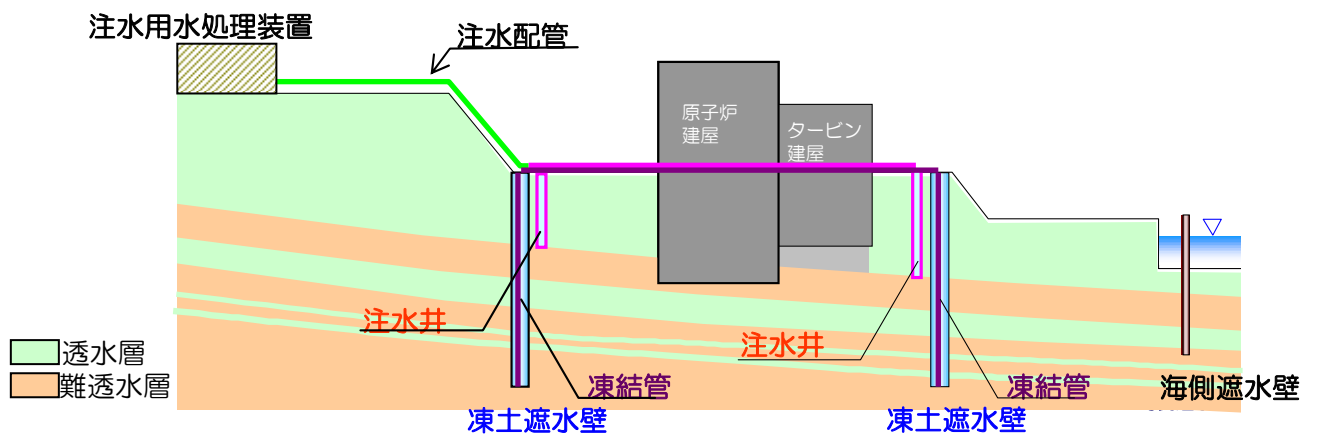 注水用水処理装置
注水配管
原子炉
建屋
タービン
建屋
注水井
注水井
透水層
難透水層
凍結管
凍結管
海側遮水壁
凍土遮水壁
凍土遮水壁